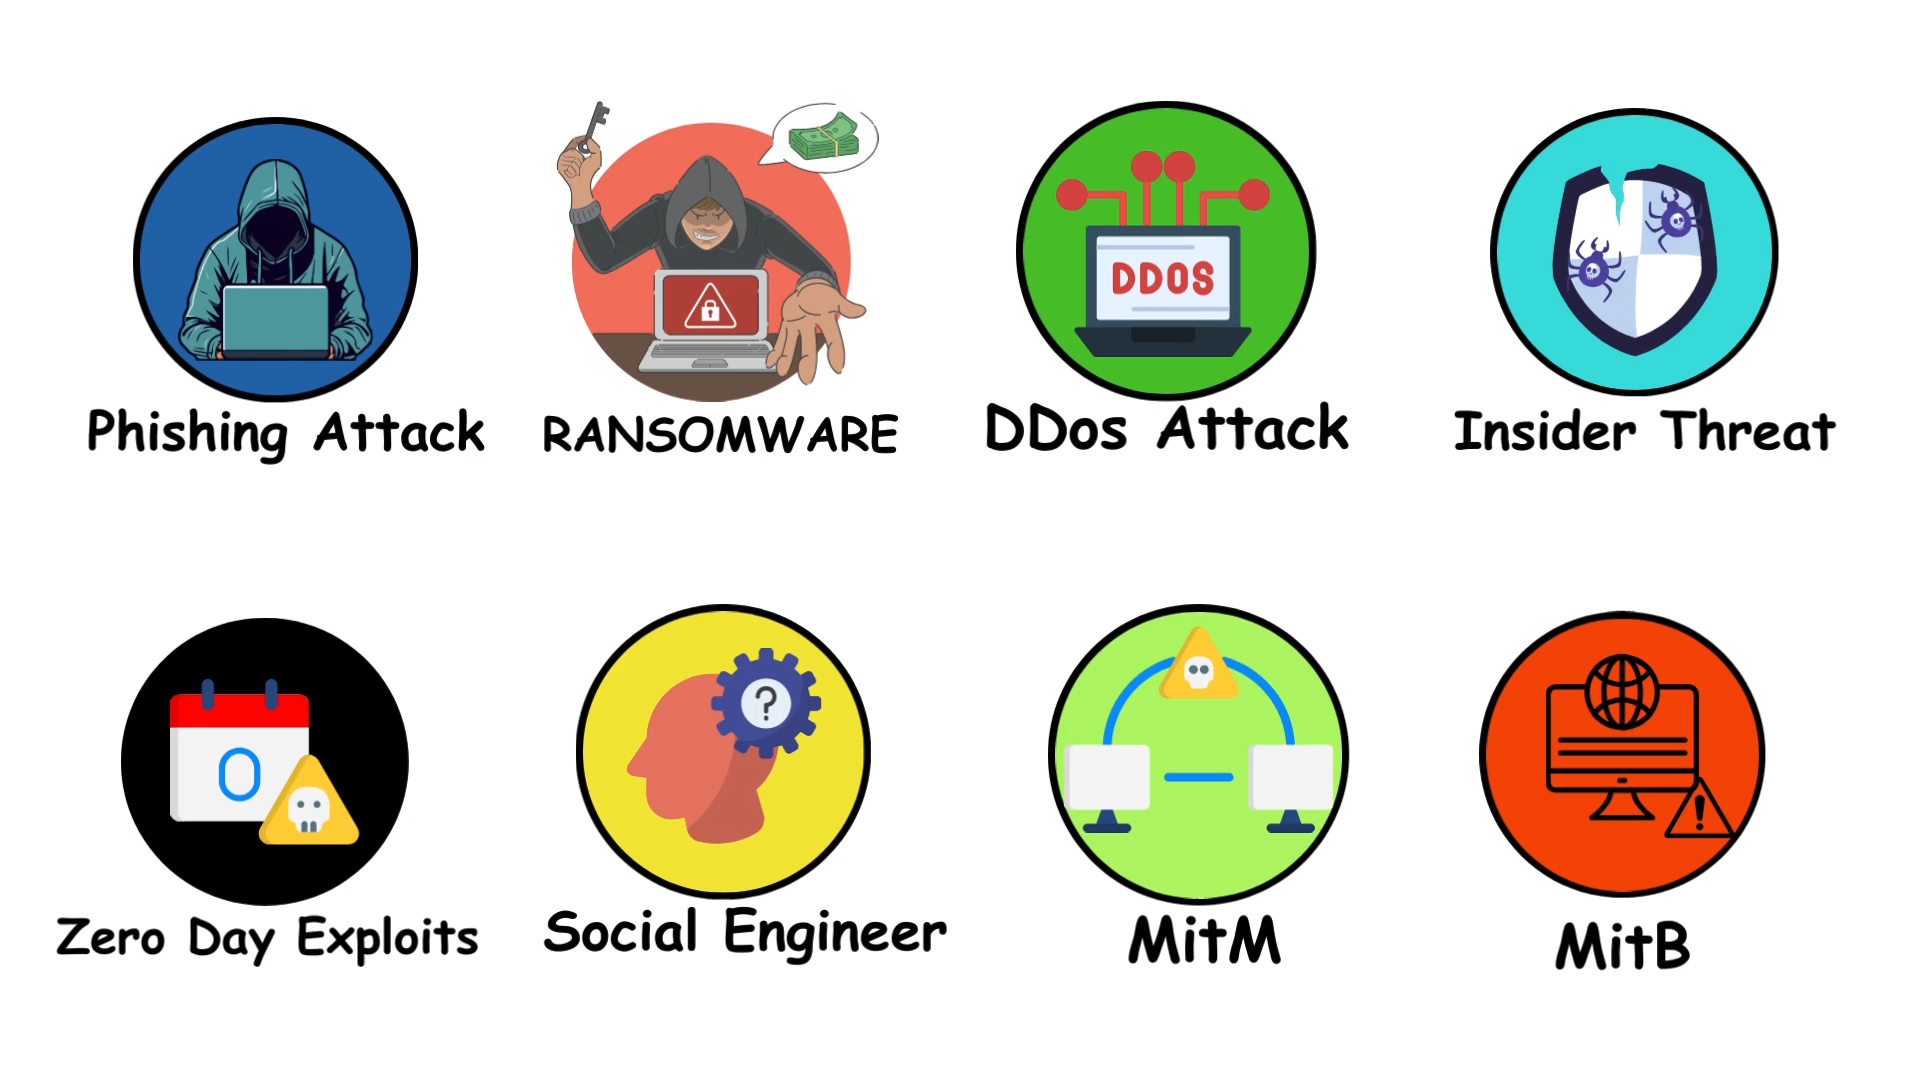 DDOS
Phishing Attack
RANSOMWARE
DDos Attack
Insider Threat
0
?
!
Zero Day Exploits
Social Engineer
MitM
MitB